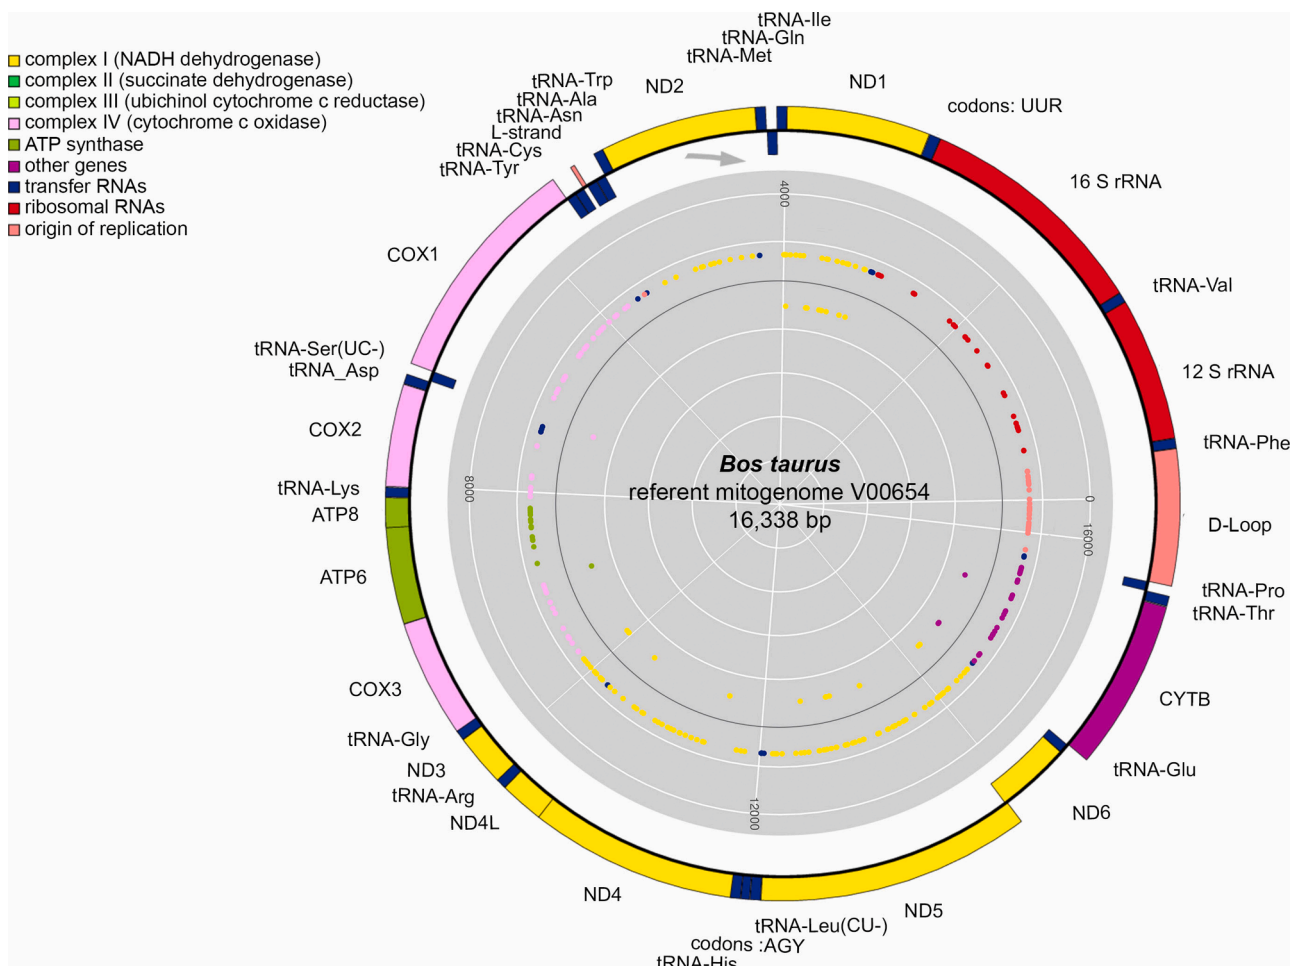 tRNA-Ile
tRNA-Gln
tRNA-Met
ND1
codons: UUR
16 S rRNA
tRNA-Val
12 S rRNA
tRNA-Phe
D-Loop
tRNA-Pro
tRNA-Thr
CYTB
tRNA-Glu
ND6
ND5
tRNA-Leu(CU-)
codons :AGY
tRNA-His
ND4
ND4L
tRNA-Arg
ND3
tRNA-Gly
COX3
ATP6
ATP8
tRNA-Lys
COX2
tRNA_Asp
tRNA-Ser(UC-)
COX1
tRNA-Tyr
tRNA-Cys
L-strand
tRNA-Asn
tRNA-Ala
tRNA-Trp
ND2
complex I (NADH dehydrogenase)
complex II (succinate dehydrogenase)
complex III (ubichinol cytochrome c reductase)
complex IV (cytochrome c oxidase)
ATP synthase
other genes
transfer RNAs
ribosomal RNAs
origin of replication
4000
0
16000
12000
8000
Bos taurus
referent mitogenome V00654
16,338 bp